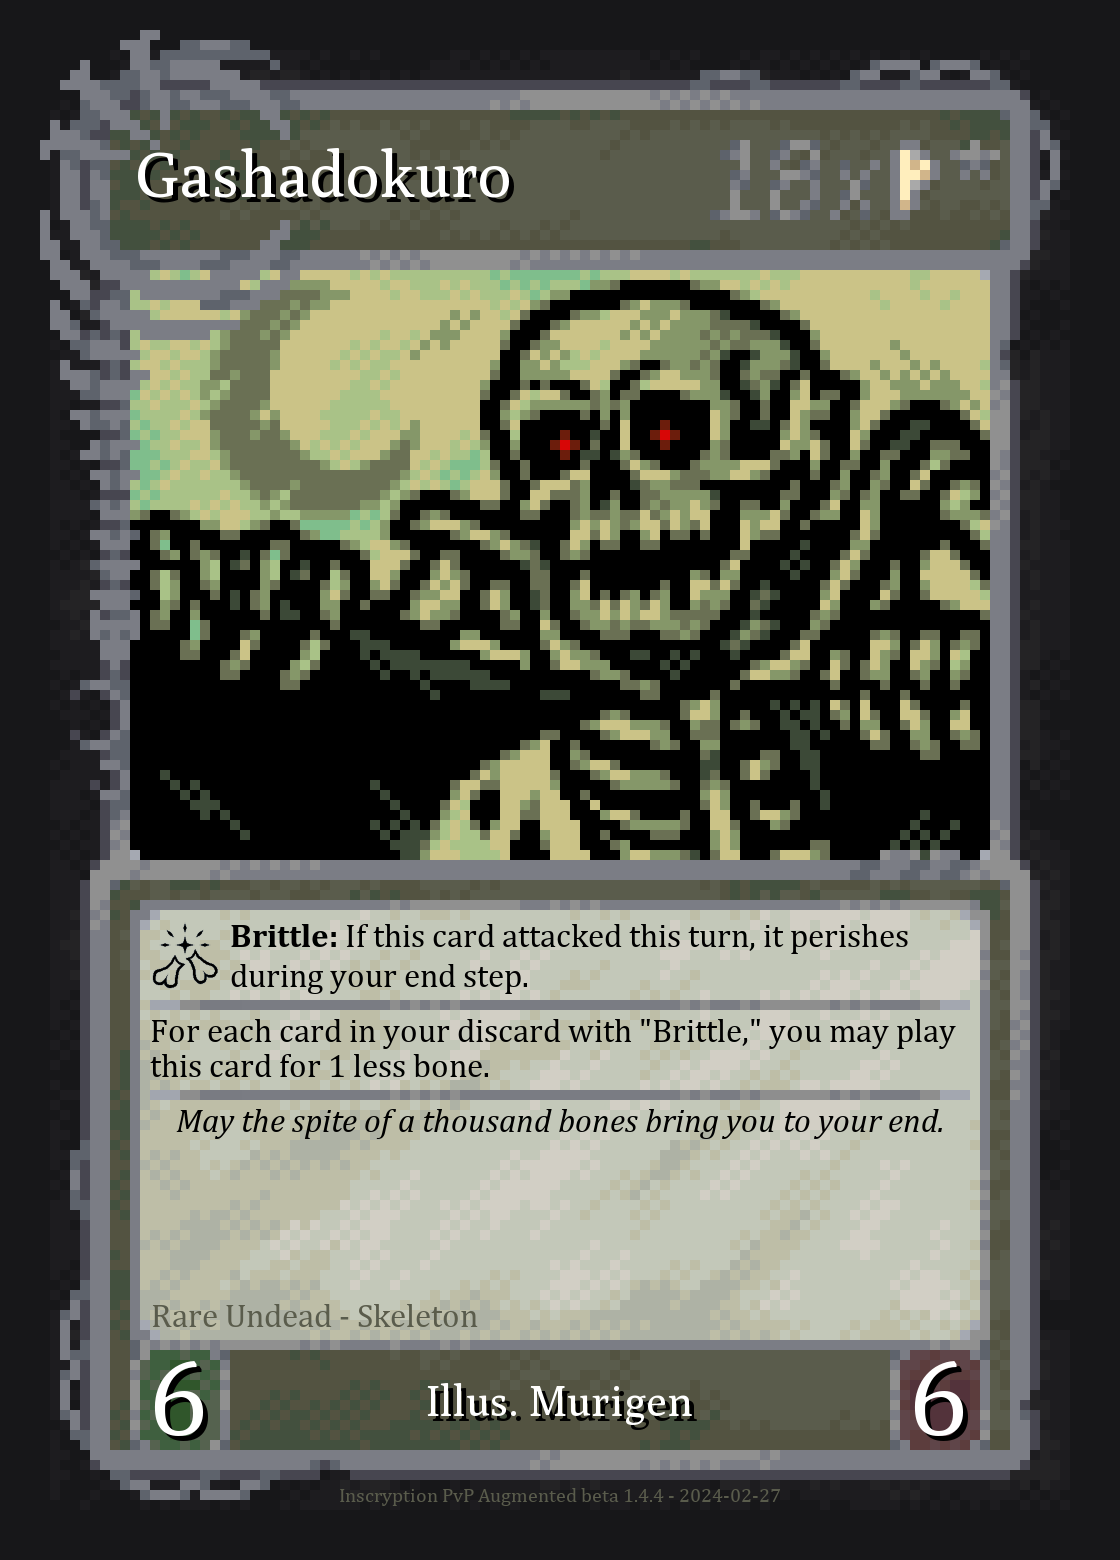 Gashadokuro 18x *
Brittle: If this card attacked this turn, it perishes
during your end step.
For each card in your discard with "Brittle," you may play
this card for 1 less bone.
May the spite of a thousand bones bring you to your end.
Rare Undead - Skeleton
6 Illus. Murigen 6
Inscryption PvP Augmented beta 1.4.4 - 2024-02-27